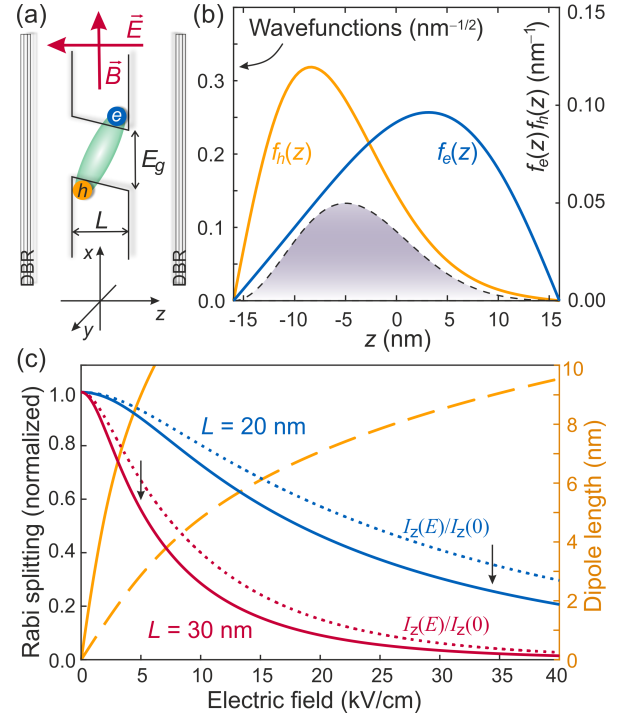 (a)
E⃗
B⃗
e
E_g
h
L
DBR
DBR
x
z
y
(b)
Wavefunctions (nm⁻¹/²)
0.3
0.2
0.1
0.0
f_h(z)
f_e(z)
0.10
0.05
0.00
f_e(z)f_h(z) (nm⁻¹)
-15 -10 -5 0 5 10 15
z (nm)
(c)
Rabi splitting (normalized)
1.0
0.8
0.6
0.4
0.2
0.0
L = 20 nm
I_z(E)/I_z(0)
I_z(E)/I_z(0)
L = 30 nm
10
8
6
4
2
0
Dipole length (nm)
0 5 10 15 20 25 30 35 40
Electric field (kV/cm)